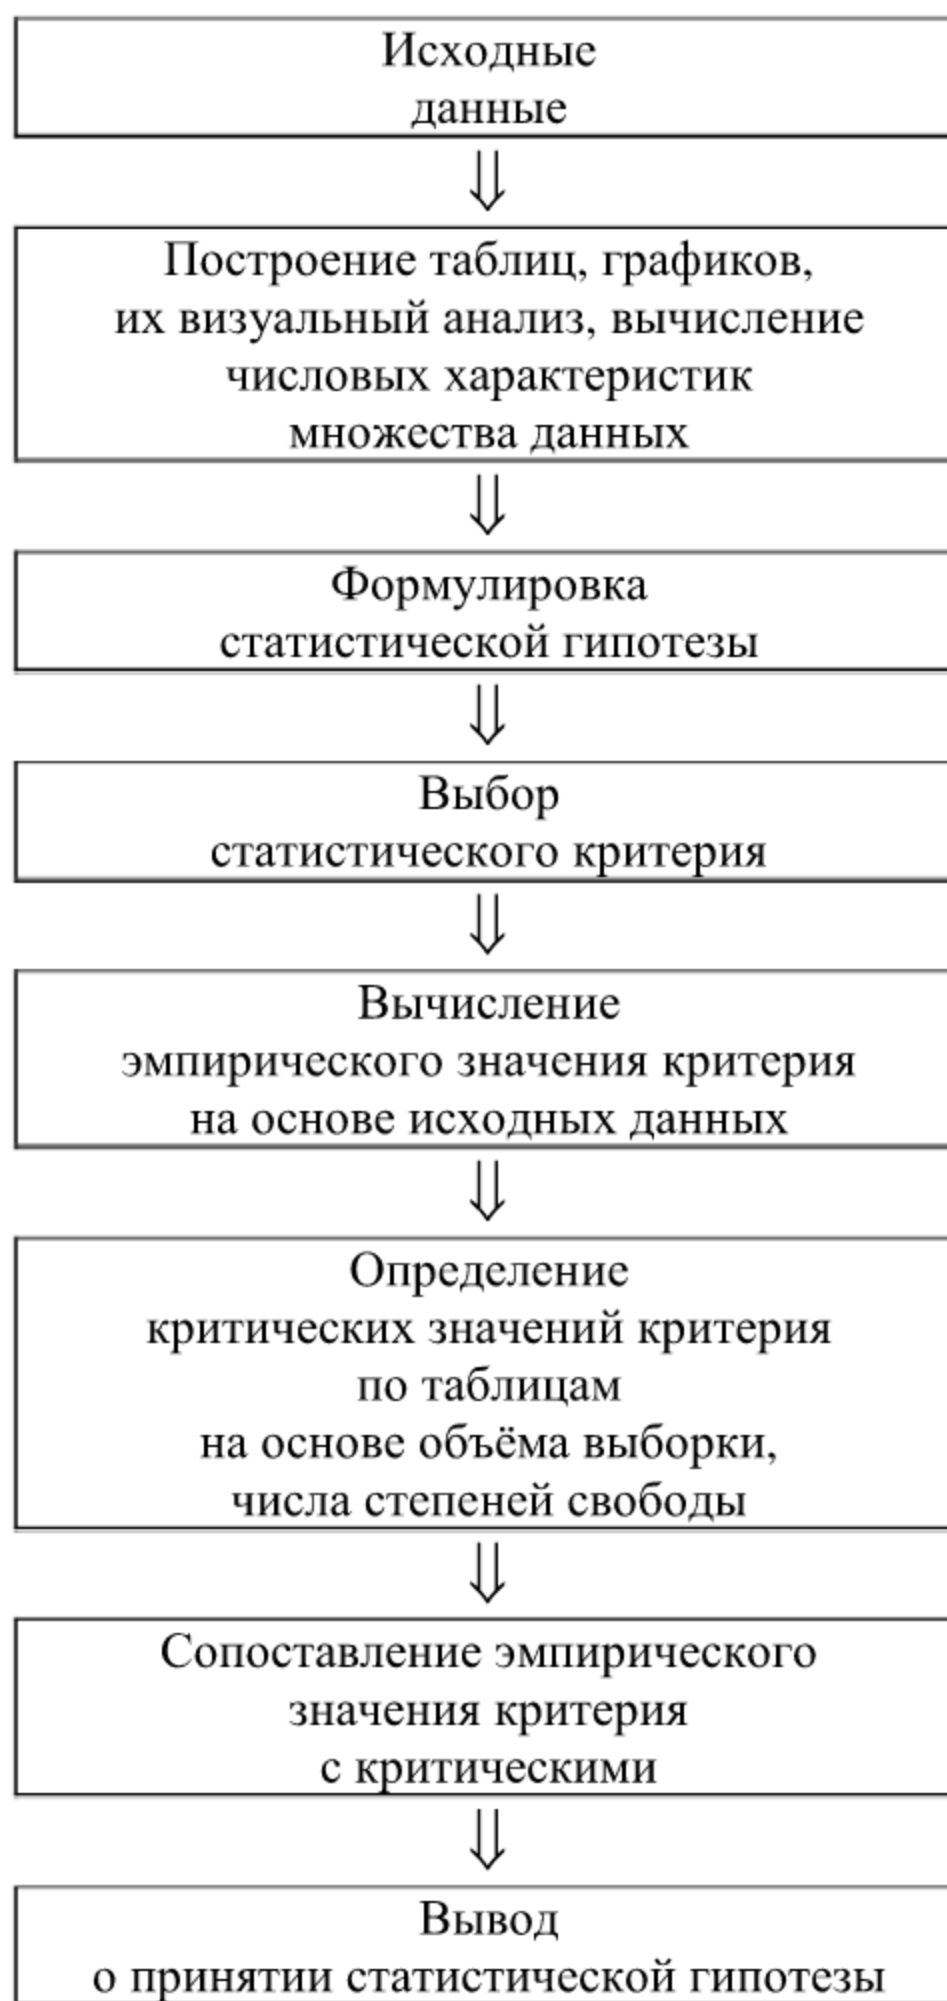 Исходные
данные
⇓
Построение таблиц, графиков,
их визуальный анализ, вычисление
числовых характеристик
множества данных
⇓
Формулировка
статистической гипотезы
⇓
Выбор
статистического критерия
⇓
Вычисление
эмпирического значения критерия
на основе исходных данных
⇓
Определение
критических значений критерия
по таблицам
на основе объёма выборки,
числа степеней свободы
⇓
Сопоставление эмпирического
значения критерия
с критическими
⇓
Вывод
о принятии статистической гипотезы